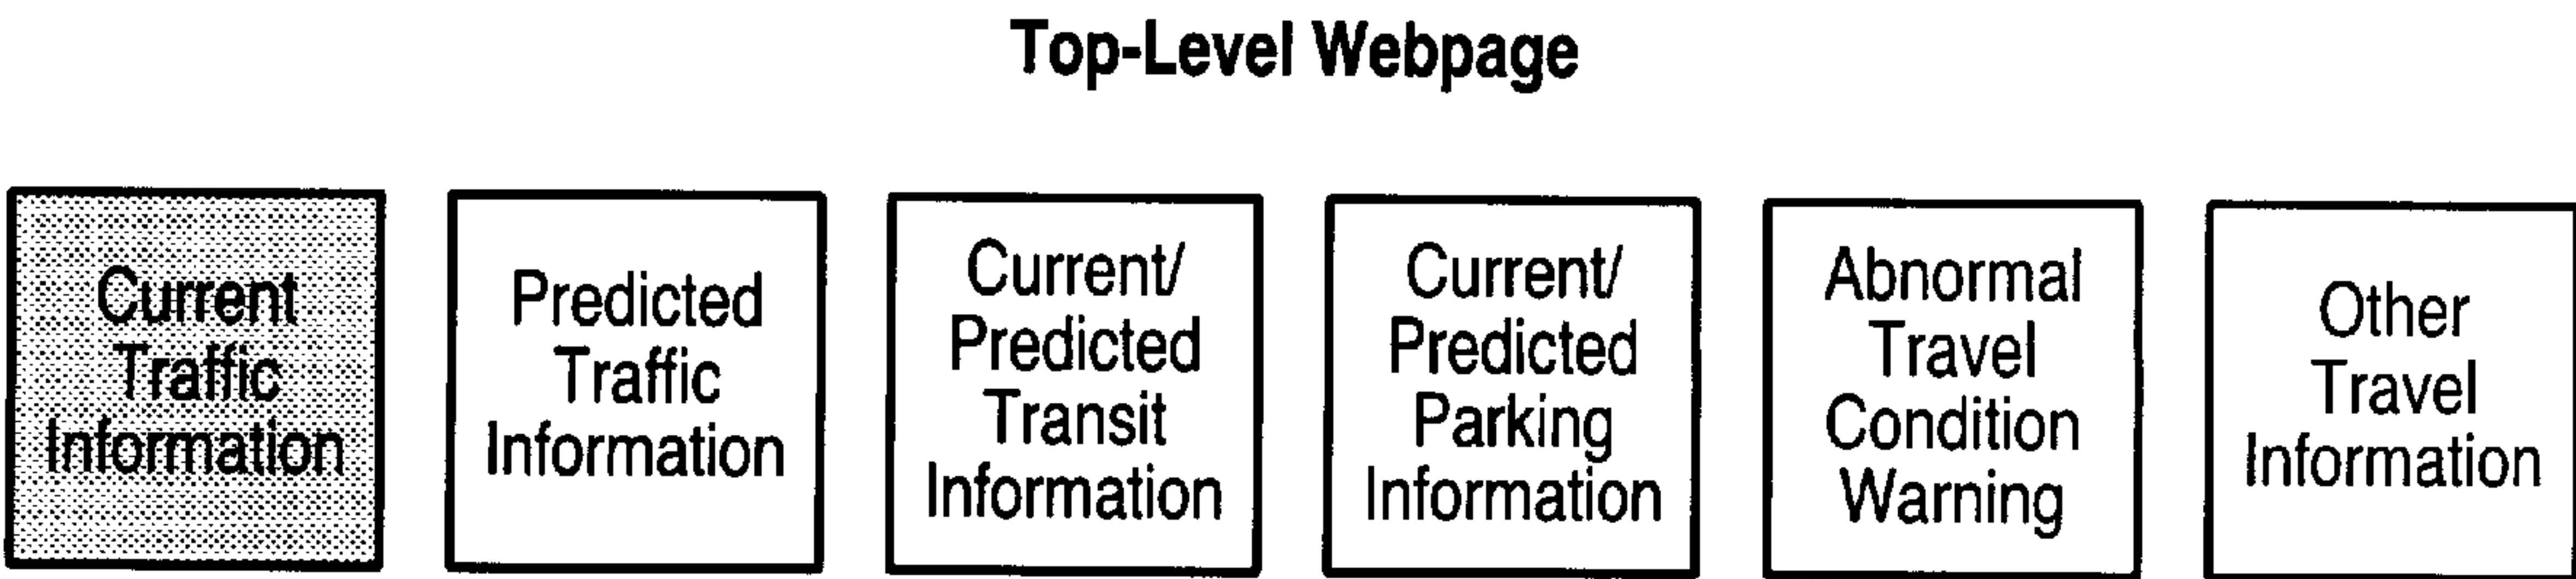 Top-Level Webpage
Current
Traffic
Information
Predicted
Traffic
Information
Current/
Predicted
Transit
Information
Current/
Predicted
Parking
Information
Abnormal
Travel
Condition
Warning
Other
Travel
Information